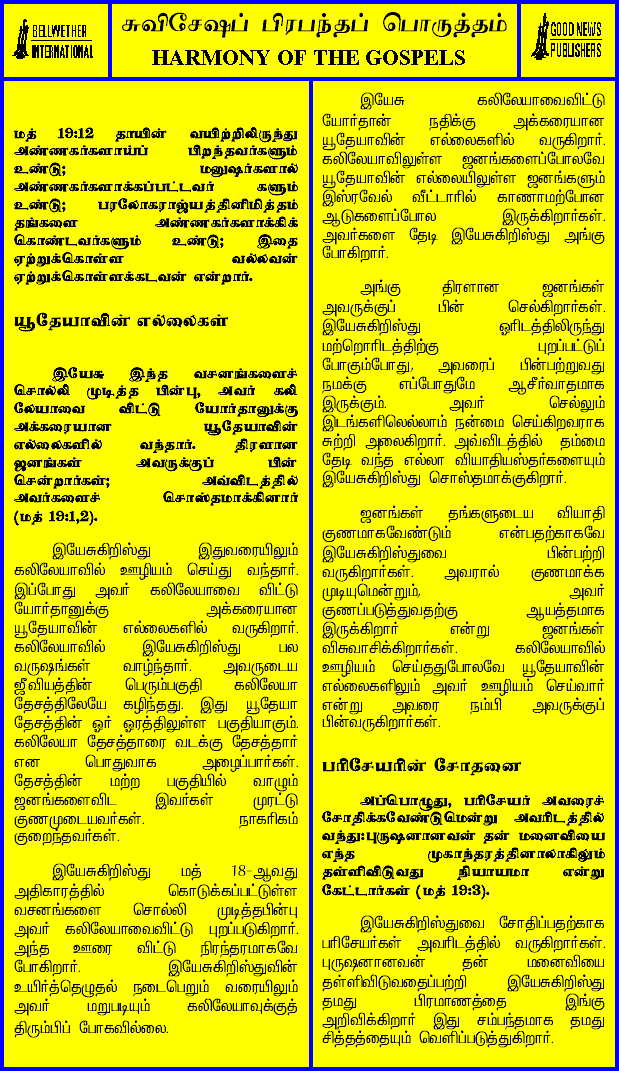 BELLWETHER
INTERNATIONAL
சுவிசேஷப் பிரபந்தப் பொருத்தம்
HARMONY OF THE GOSPELS
GOOD NEWS
PUBLISHERS
மத் 19:12 தாயின் வயிற்றிலிருந்து
அண்ணகர்களாய்ப் பிறந்தவர்களும்
உண்டு; மனுஷர்களால்
அண்ணகர்களாக்கப்பட்டவர் களும்
உண்டு; பரலோகராஜ்யத்தினிமித்தம்
தங்களை அண்ணகர்களாக்கிக்
கொண்டவர்களும் உண்டு; இதை
ஏற்றுக்கொள்ள வல்லவன்
ஏற்றுக்கொள்ளக்கடவன் என்றார்.
யூதேயாவின் எல்லைகள்
இயேசு இந்த வசனங்களைச்
சொல்லி முடித்த பின்பு, அவர் கலி
லேயாவை விட்டு யோர்தானுக்கு
அக்கரையான யூதேயாவின்
எல்லைகளில் வந்தார். திரளான
ஜனங்கள் அவருக்குப் பின்
சென்றார்கள்; அவ்விடத்தில்
அவர்களைச் சொஸ்தமாக்கினார்
(மத் 19:1,2).
இயேசுகிறிஸ்து இதுவரையிலும்
கலிலேயாவில் ஊழியம் செய்து வந்தார்.
இப்போது அவர் கலிலேயாவை விட்டு
யோர்தானுக்கு அக்கரையான
யூதேயாவின் எல்லைகளில் வருகிறார்.
கலிலேயாவில் இயேசுகிறிஸ்து பல
வருஷங்கள் வாழ்ந்தார். அவருடைய
ஜீவியத்தின் பெரும்பகுதி கலிலேயா
தேசத்திலேயே கழிந்தது. இது யூதேயா
தேசத்தின் ஓர் ஓரத்திலுள்ள பகுதியாகும்.
கலிலேயா தேசத்தாரை வடக்கு தேசத்தார்
என பொதுவாக அழைப்பார்கள்.
தேசத்தின் மற்ற பகுதியில் வாழும்
ஜனங்களைவிட இவர்கள் முரட்டு
குணமுடையவர்கள். நாகரிகம்
குறைந்தவர்கள்.
இயேசுகிறிஸ்து மத் 18-ஆவது
அதிகாரத்தில் கொடுக்கப்பட்டுள்ள
வசனங்களை சொல்லி முடித்தபின்பு
அவர் கலிலேயாவைவிட்டு புறப்படுகிறார்.
அந்த ஊரை விட்டு நிரந்தரமாகவே
போகிறார். இயேசுகிறிஸ்துவின்
உயிர்த்தெழுதல் நடைபெறும் வரையிலும்
அவர் மறுபடியும் கலிலேயாவுக்குத்
திரும்பிப் போகவில்லை.
இயேசு கலிலேயாவைவிட்டு
யோர்தான் நதிக்கு அக்கரையான
யூதேயாவின் எல்லைகளில் வருகிறார்.
கலிலேயாவிலுள்ள ஜனங்களைப்போலவே
யூதேயாவின் எல்லையிலுள்ள ஜனங்களும்
இஸ்ரவேல் வீட்டாரில் காணாமற்போன
ஆடுகளைப்போல இருக்கிறார்கள்.
அவர்களை தேடி இயேசுகிறிஸ்து அங்கு
போகிறார்.
அங்கு திரளான ஜனங்கள்
அவருக்குப் பின் செல்கிறார்கள்.
இயேசுகிறிஸ்து ஓரிடத்திலிருந்து
மற்றொரிடத்திற்கு புறப்பட்டுப்
போகும்போது, அவரைப் பின்பற்றுவது
நமக்கு எப்போதுமே ஆசீர்வாதமாக
இருக்கும். அவர் செல்லும்
இடங்களிலெல்லாம் நன்மை செய்கிறவராக
சுற்றி அலைகிறார். அவ்விடத்தில் தம்மை
தேடி வந்த எல்லா வியாதியஸ்தர்களையும்
இயேசுகிறிஸ்து சொஸ்தமாக்குகிறார்.
ஜனங்கள் தங்களுடைய வியாதி
குணமாகவேண்டும் என்பதற்காகவே
இயேசுகிறிஸ்துவை பின்பற்றி
வருகிறார்கள். அவரால் குணமாக்க
முடியுமென்றும், அவர்
குணப்படுத்துவதற்கு ஆயத்தமாக
இருக்கிறார் என்று ஜனங்கள்
விசுவாசிக்கிறார்கள். கலிலேயாவில்
ஊழியம் செய்ததுபோலவே யூதேயாவின்
எல்லைகளிலும் அவர் ஊழியம் செய்வார்
என்று அவரை நம்பி அவருக்குப்
பின்வருகிறார்கள்.
பரிசேயரின் சோதனை
அப்பொழுது, பரிசேயர் அவரைச்
சோதிக்கவேண்டுமென்று அவரிடத்தில்
வந்து:புருஷனானவன் தன் மனைவியை
எந்த முகாந்தரத்தினாலாகிலும்
தள்ளிவிடுவது நியாயமா என்று
கேட்டார்கள் (மத் 19:3).
இயேசுகிறிஸ்துவை சோதிப்பதற்காக
பரிசேயர்கள் அவரிடத்தில் வருகிறார்கள்.
புருஷனானவன் தன் மனைவியை
தள்ளிவிடுவதைப்பற்றி இயேசுகிறிஸ்து
தமது பிரமாணத்தை இங்கு
அறிவிக்கிறார் இது சம்பந்தமாக தமது
சித்தத்தையும் வெளிப்படுத்துகிறார்.